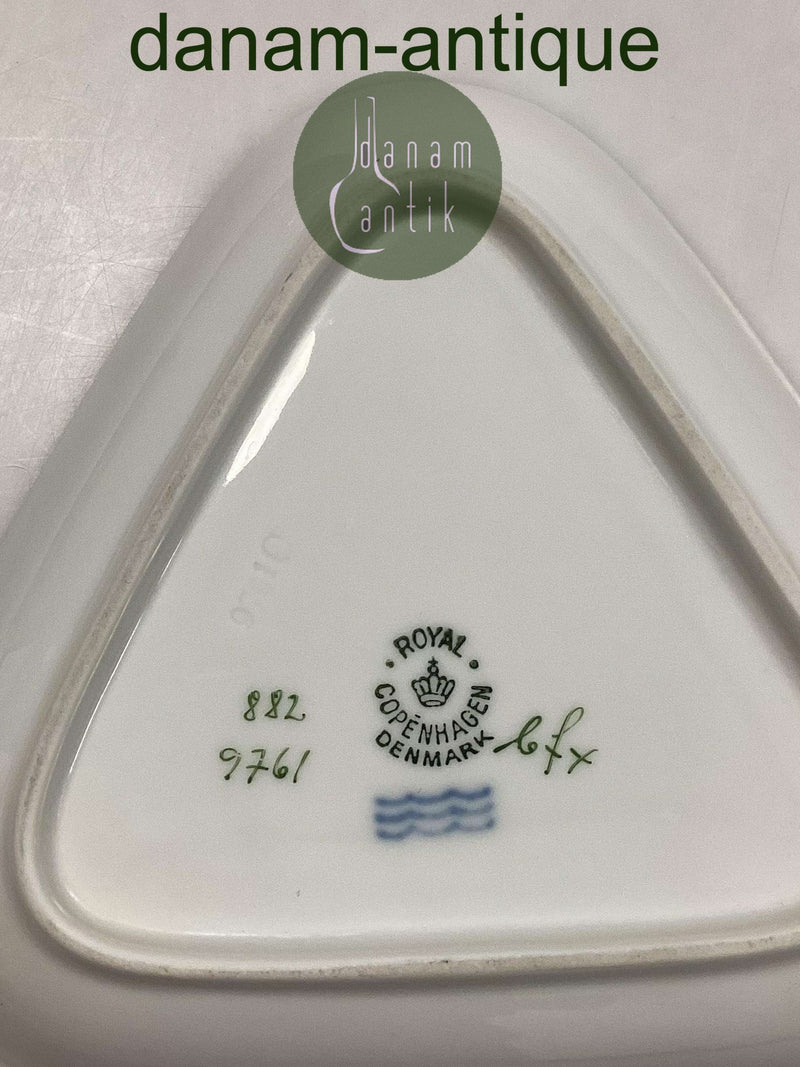 danam-antique
danam
antik
· ROYAL ·
COPENHAGEN
DENMARK
882
9761